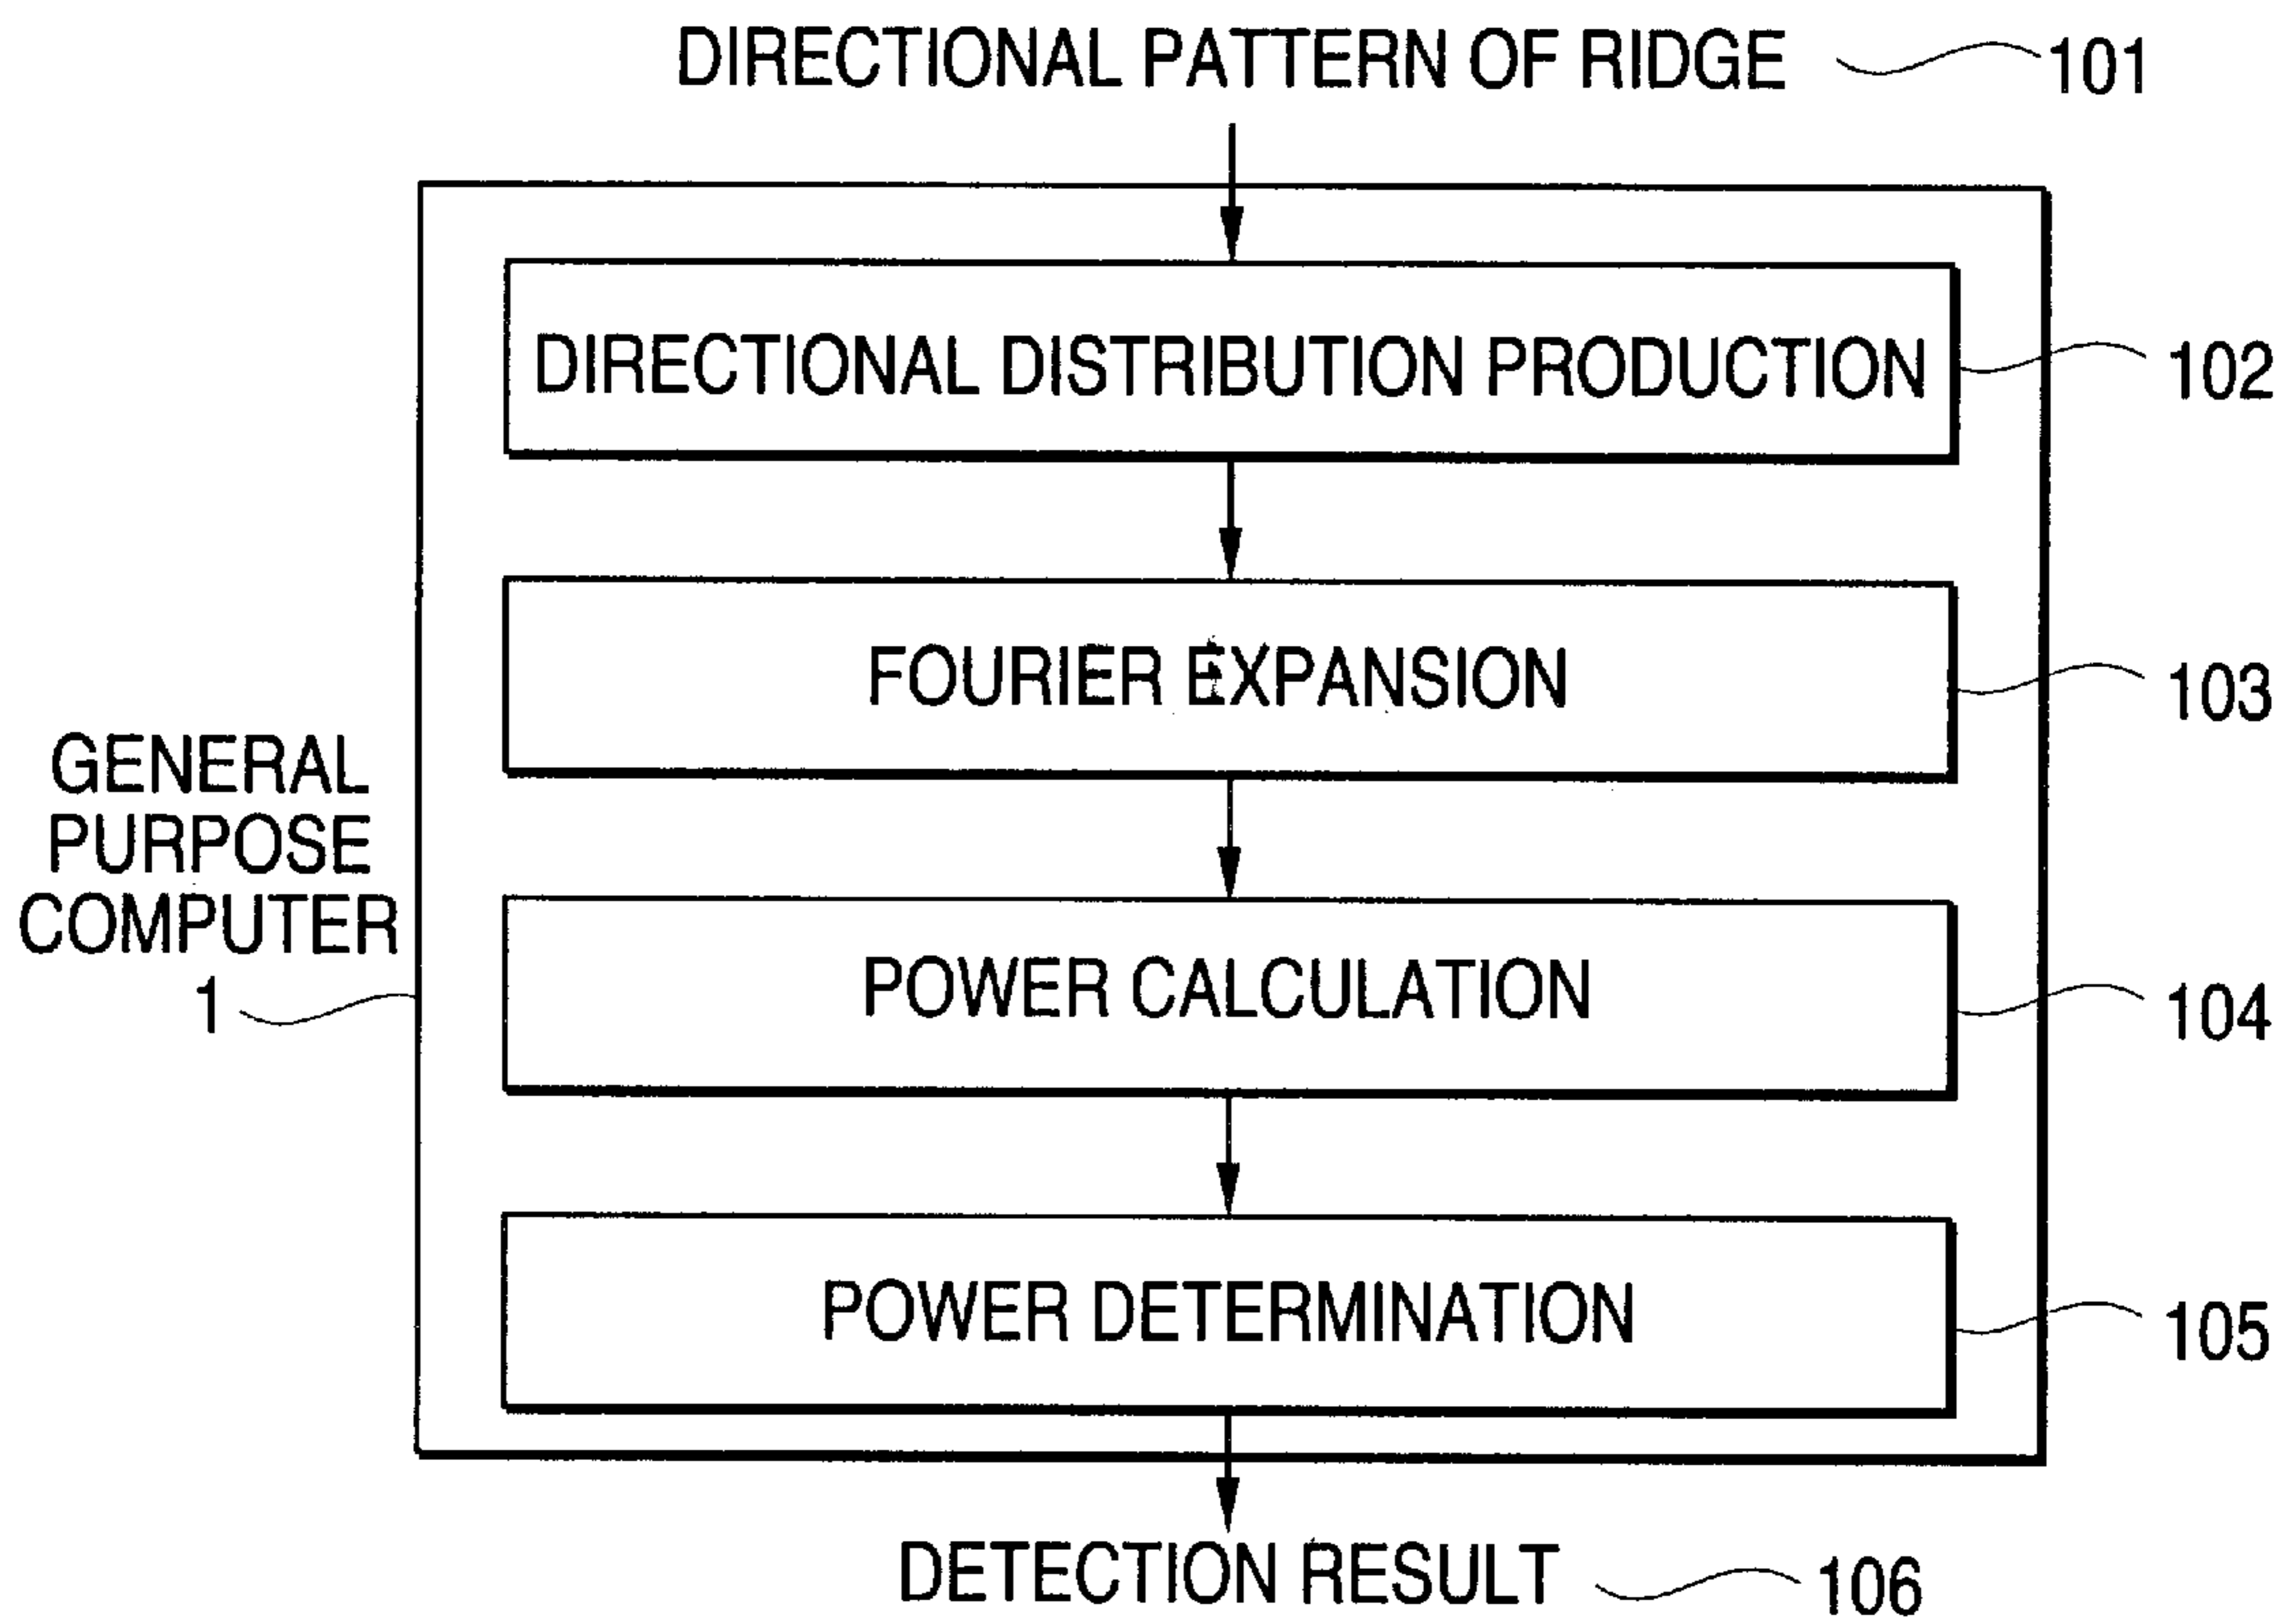 DIRECTIONAL PATTERN OF RIDGE 101
DIRECTIONAL DISTRIBUTION PRODUCTION 102
FOURIER EXPANSION 103
GENERAL
PURPOSE
COMPUTER
1
POWER CALCULATION 104
POWER DETERMINATION 105
DETECTION RESULT 106